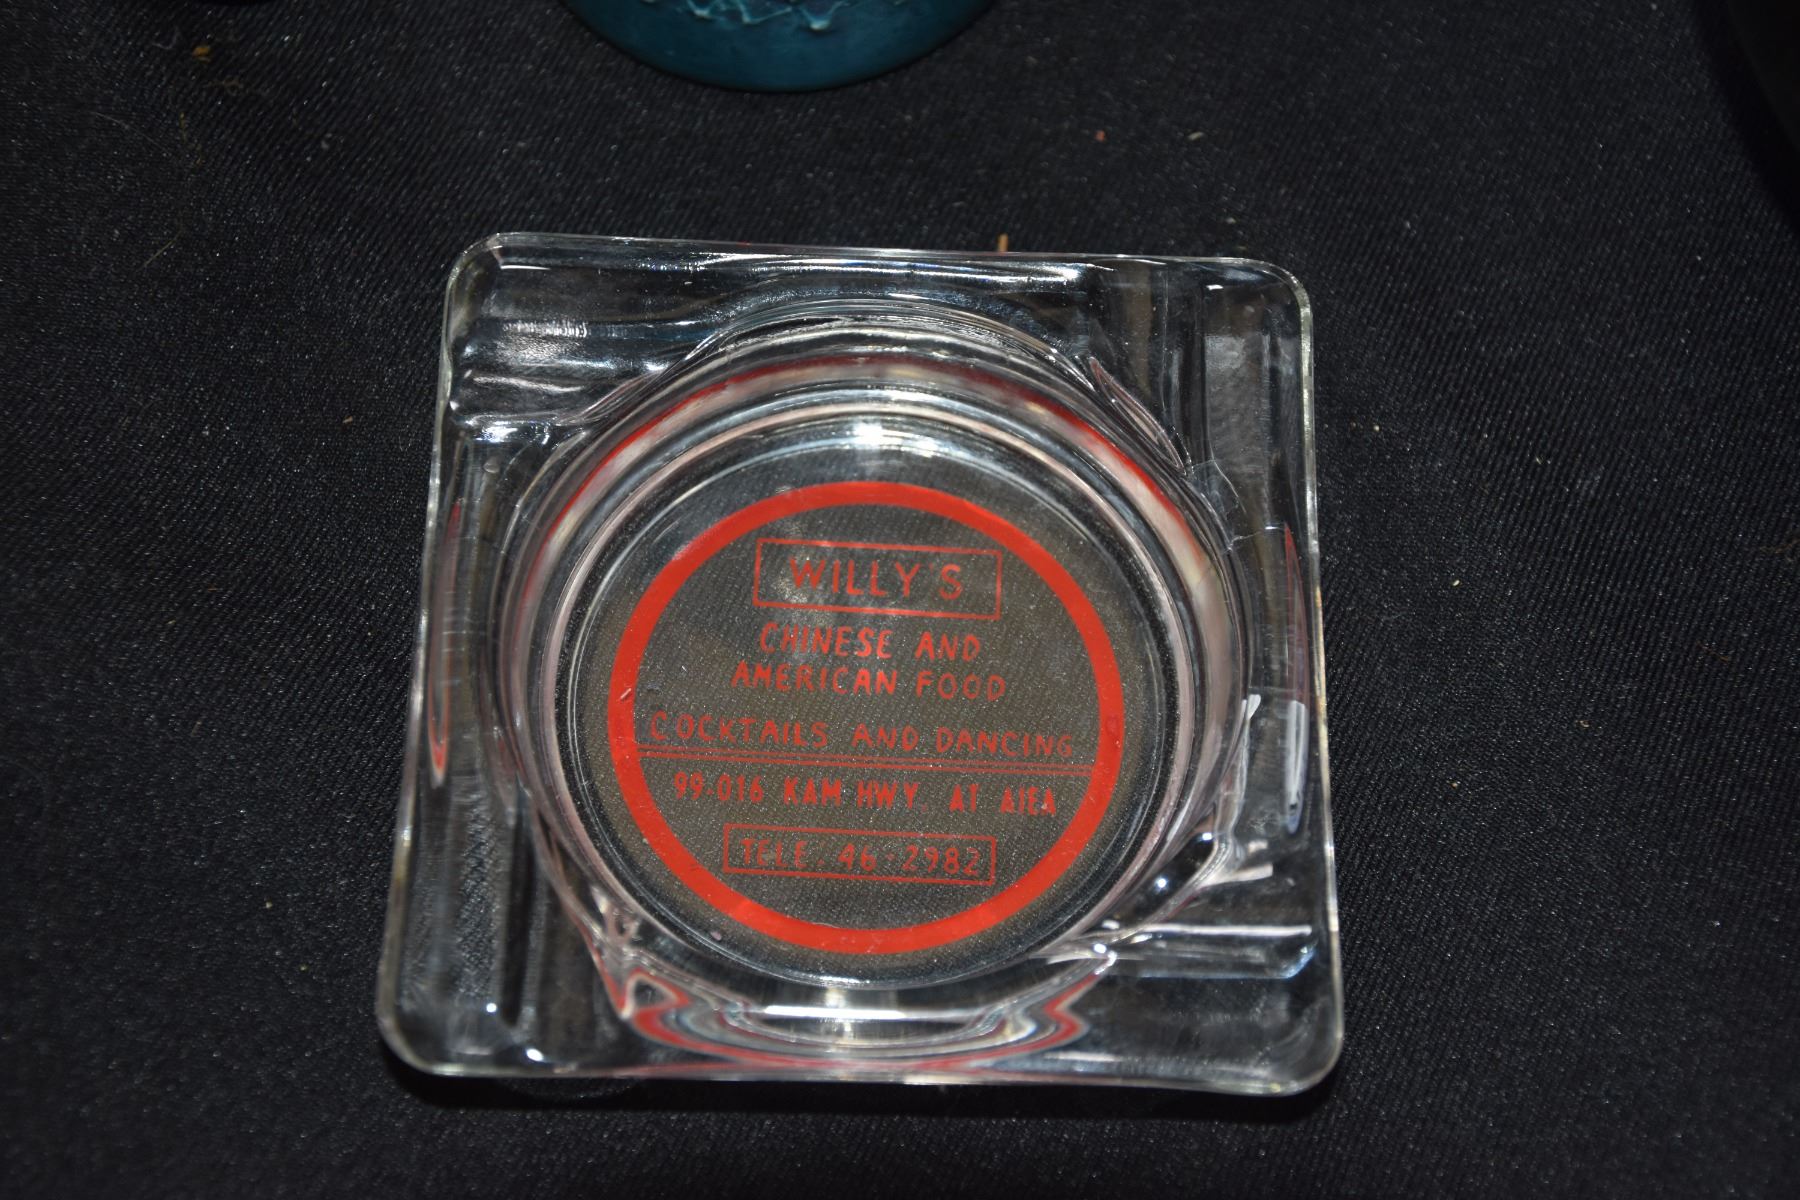 WILLY'S
CHINESE AND
AMERICAN FOOD
COCKTAILS AND DANCING
99-016 KAM HWY. AT AIEA
TELE. 46-2982